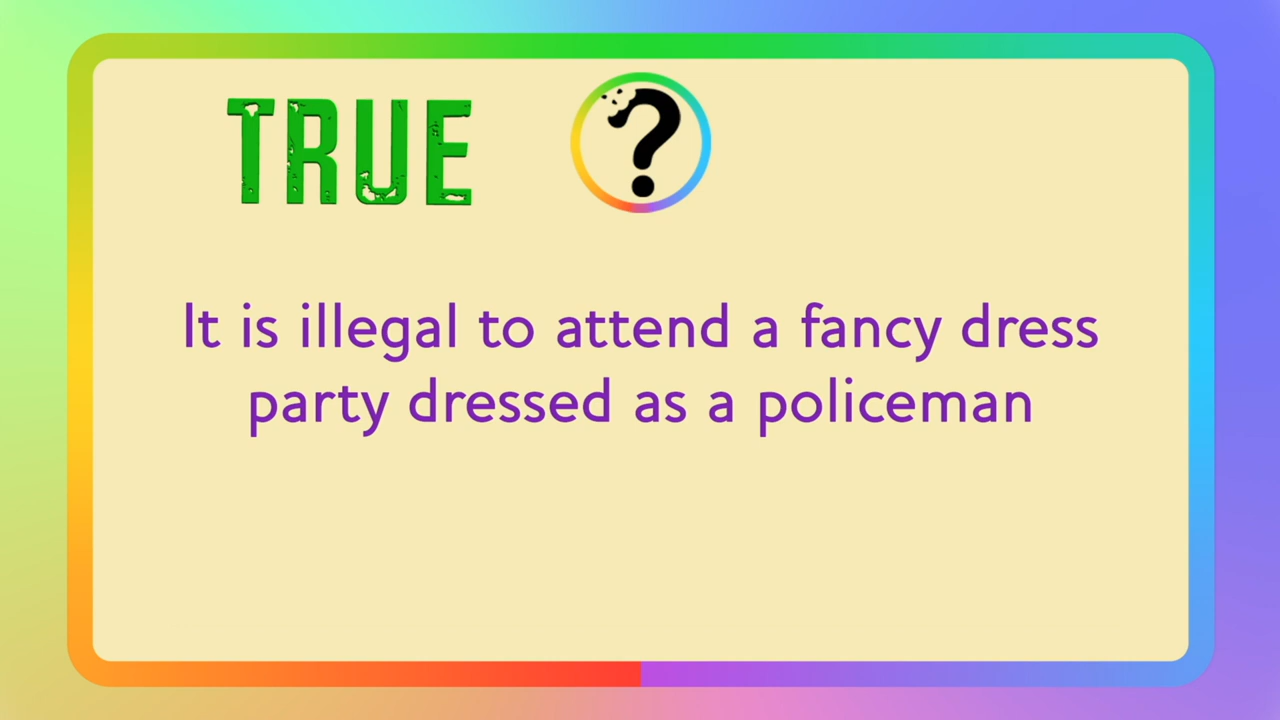 TRUE
?
It is illegal to attend a fancy dress
party dressed as a policeman